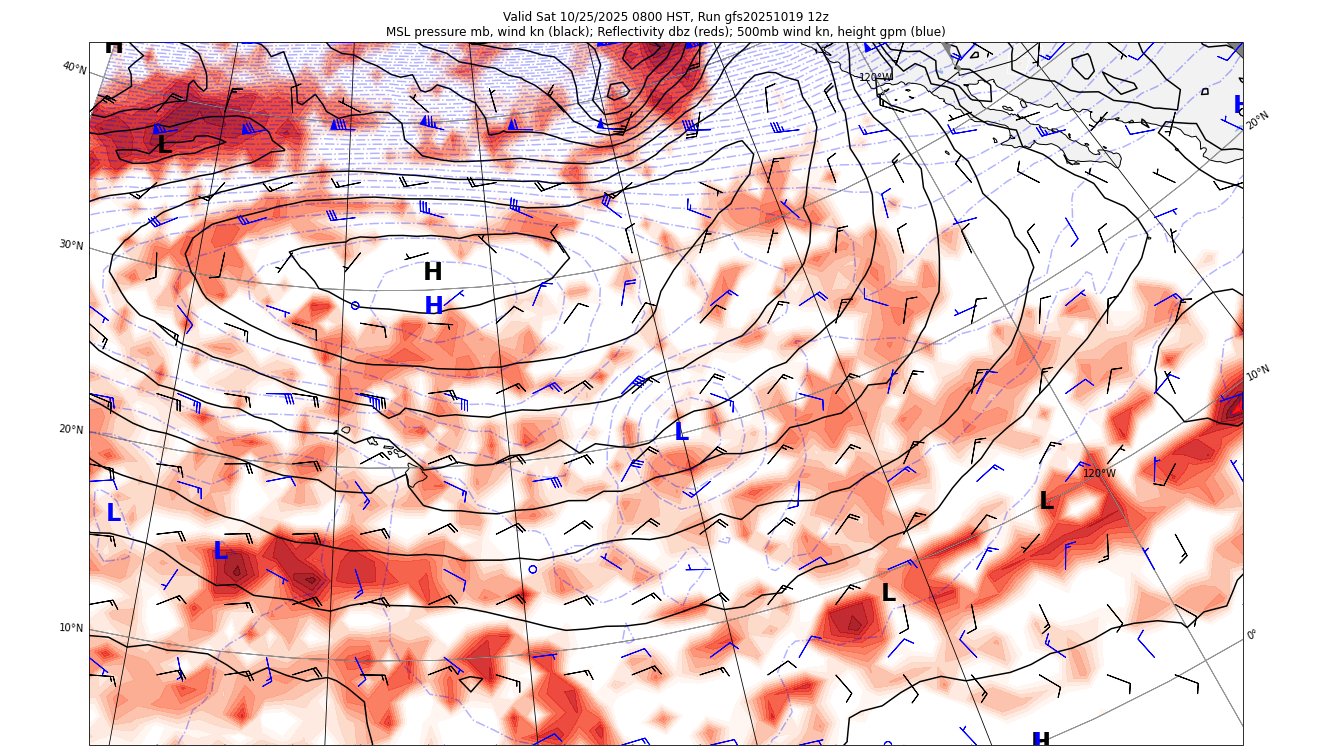 Valid Sat 10/25/2025 0800 HST, Run gfs20251019 12z
MSL pressure mb, wind kn (black); Reflectivity dbz (reds); 500mb wind kn, height gpm (blue)
H
40°N
120°W
H
20°N
L
30°N
H
H
10°N
20°N
L
120°W
L
L
L
L
10°N
0°
H